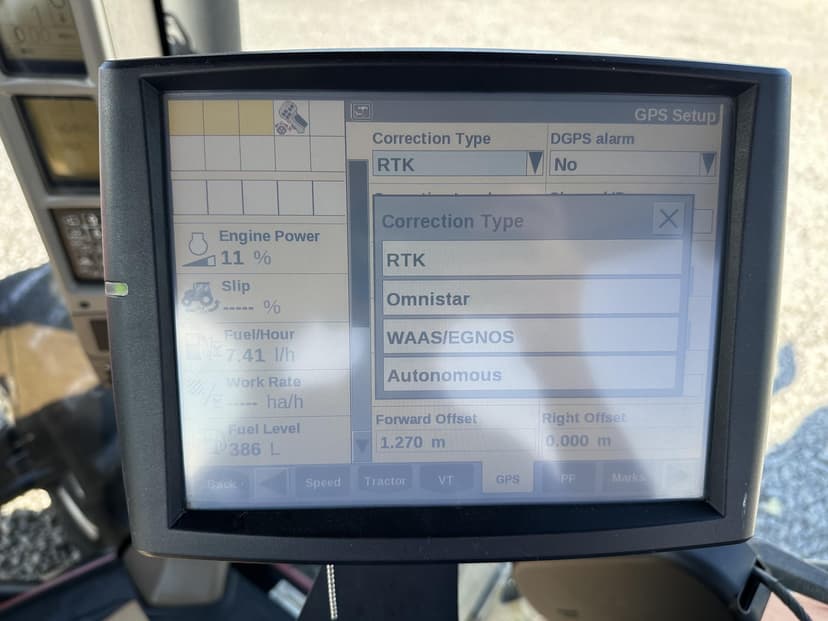 GPS Setup
Correction Type
DGPS alarm
RTK
No
Correction Type
RTK
Omnistar
WAAS/EGNOS
Autonomous
Engine Power
11 %
Slip
----- %
Fuel/Hour
7.41 l/h
Work Rate
----- ha/h
Fuel Level
386 L
Forward Offset
Right Offset
1.270 m
0.000 m
Back
Speed
Tractor
VT
GPS
PF
Marks